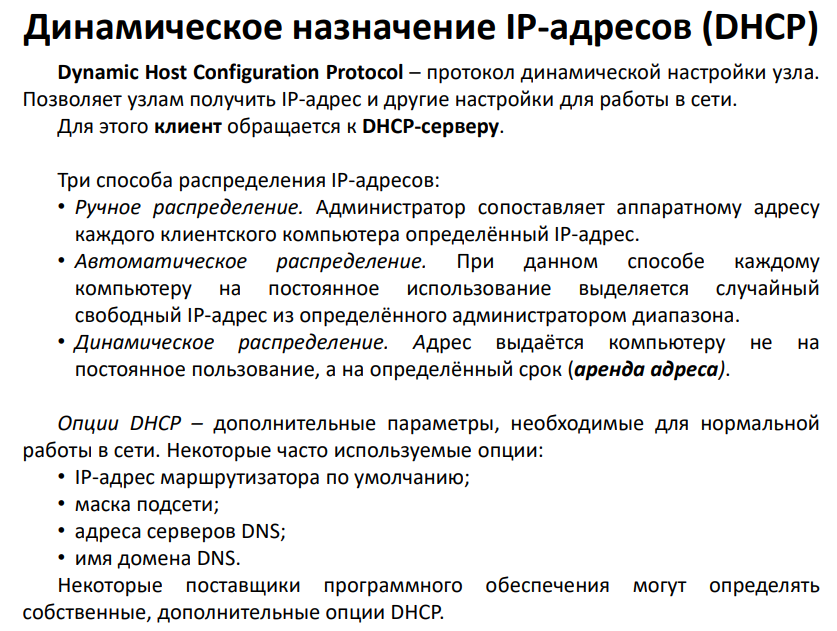 Динамическое назначение IP-адресов (DHCP)
Dynamic Host Configuration Protocol – протокол динамической настройки узла.
Позволяет узлам получить IP-адрес и другие настройки для работы в сети.
Для этого клиент обращается к DHCP-серверу.
Три способа распределения IP-адресов:
• Ручное распределение. Администратор сопоставляет аппаратному адресу
каждого клиентского компьютера определённый IP-адрес.
• Автоматическое распределение. При данном способе каждому
компьютеру на постоянное использование выделяется случайный
свободный IP-адрес из определённого администратором диапазона.
• Динамическое распределение. Адрес выдаётся компьютеру не на
постоянное пользование, а на определённый срок (аренда адреса).
Опции DHCP – дополнительные параметры, необходимые для нормальной
работы в сети. Некоторые часто используемые опции:
• IP-адрес маршрутизатора по умолчанию;
• маска подсети;
• адреса серверов DNS;
• имя домена DNS.
Некоторые поставщики программного обеспечения могут определять
собственные, дополнительные опции DHCP.